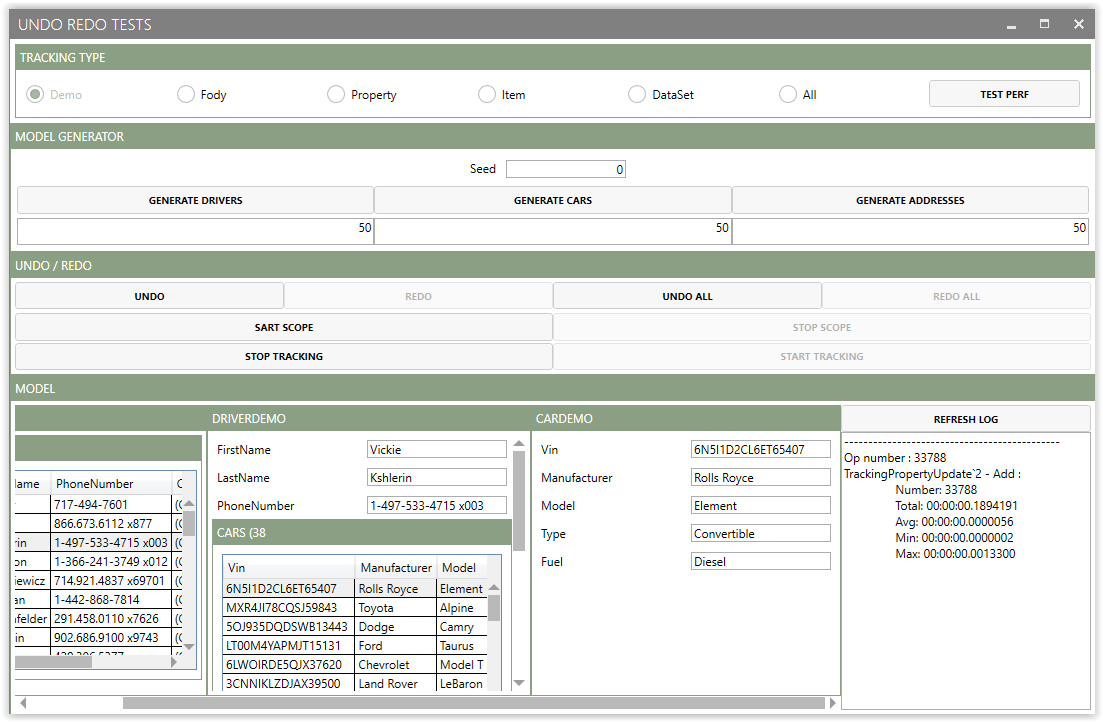 UNDO REDO TESTS
TRACKING TYPE
Demo Fody Property Item DataSet All TEST PERF
MODEL GENERATOR
Seed 0
GENERATE DRIVERS GENERATE CARS GENERATE ADDRESSES
50 50 50
UNDO / REDO
UNDO REDO UNDO ALL REDO ALL
SART SCOPE STOP SCOPE
STOP TRACKING START TRACKING
MODEL
ame PhoneNumber C
717-494-7601 (C
866.673.6112 x877 (C
rin 1-497-533-4715 x003 (C
on 1-366-241-3749 x012 (C
iewicz 714.921.4837 x69701 (C
an 1-442-868-7814 (C
nfelder 291.458.0110 x7626 (C
in 902.686.9100 x9743 (C
DRIVERDEMO
FirstName Vickie
LastName Kshlerin
PhoneNumber 1-497-533-4715 x003
CARS (38
Vin Manufacturer Model
6N5I1D2CL6ET65407 Rolls Royce Element
MXR4JI78CQSJ59843 Toyota Alpine
5OJ935DQDSWB13443 Dodge Camry
LT00M4YAPMJT15131 Ford Taurus
6LWOIRDE5QJX37620 Chevrolet Model T
3CNNIKLZDJAX39500 Land Rover LeBaron
CARDEMO
Vin 6N5I1D2CL6ET65407
Manufacturer Rolls Royce
Model Element
Type Convertible
Fuel Diesel
REFRESH LOG
---------------------------------------------
Op number : 33788
TrackingPropertyUpdate`2 - Add :
Number: 33788
Total: 00:00:00.1894191
Avg: 00:00:00.0000056
Min: 00:00:00.0000002
Max: 00:00:00.0013300